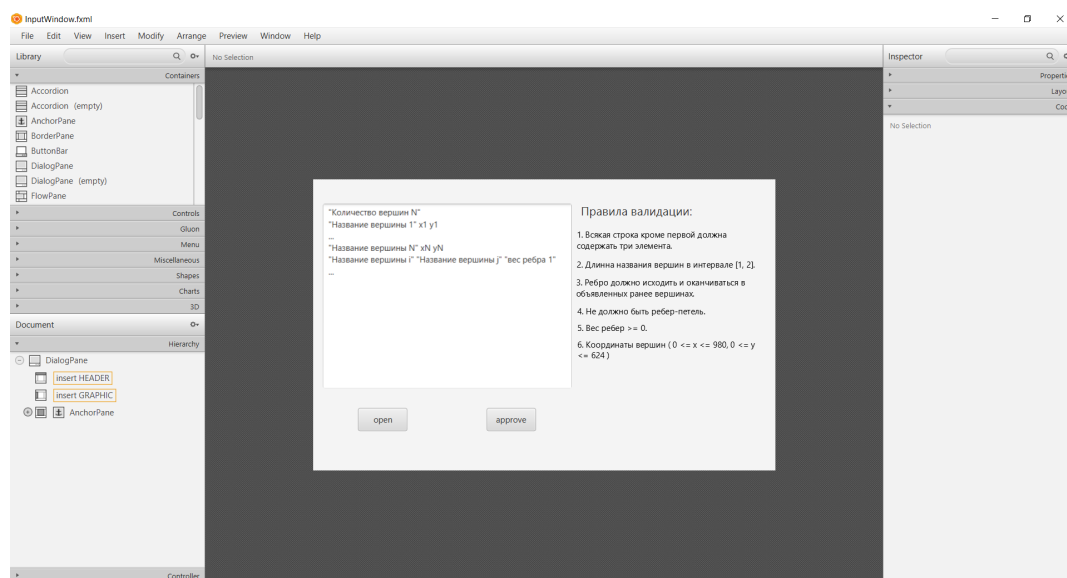 InputWindow.fxml
File Edit View Insert Modify Arrange Preview Window Help
Library
No Selection
Inspector
Containers
Accordion
Accordion (empty)
AnchorPane
BorderPane
ButtonBar
DialogPane
DialogPane (empty)
FlowPane
Controls
Gluon
Menu
Miscellaneous
Shapes
Charts
3D
Document
Hierarchy
DialogPane
insert HEADER
insert GRAPHIC
AnchorPane
Controller
"Количество вершин N"
"Название вершины 1" x1 y1
...
"Название вершины N" xN yN
"Название вершины i" "Название вершины j" "вес ребра 1"
...
open
approve
Правила валидации:
1. Всякая строка кроме первой должна
содержать три элемента.
2. Длинна названия вершин в интервале [1, 2].
3. Ребро должно исходить и оканчиваться в
объявленных ранее вершинах.
4. Не должно быть ребер-петель.
5. Вес ребер >= 0.
6. Координаты вершин ( 0 <= x <= 980, 0 <= y
<= 624 )
Properti
Layo
Cod
No Selection